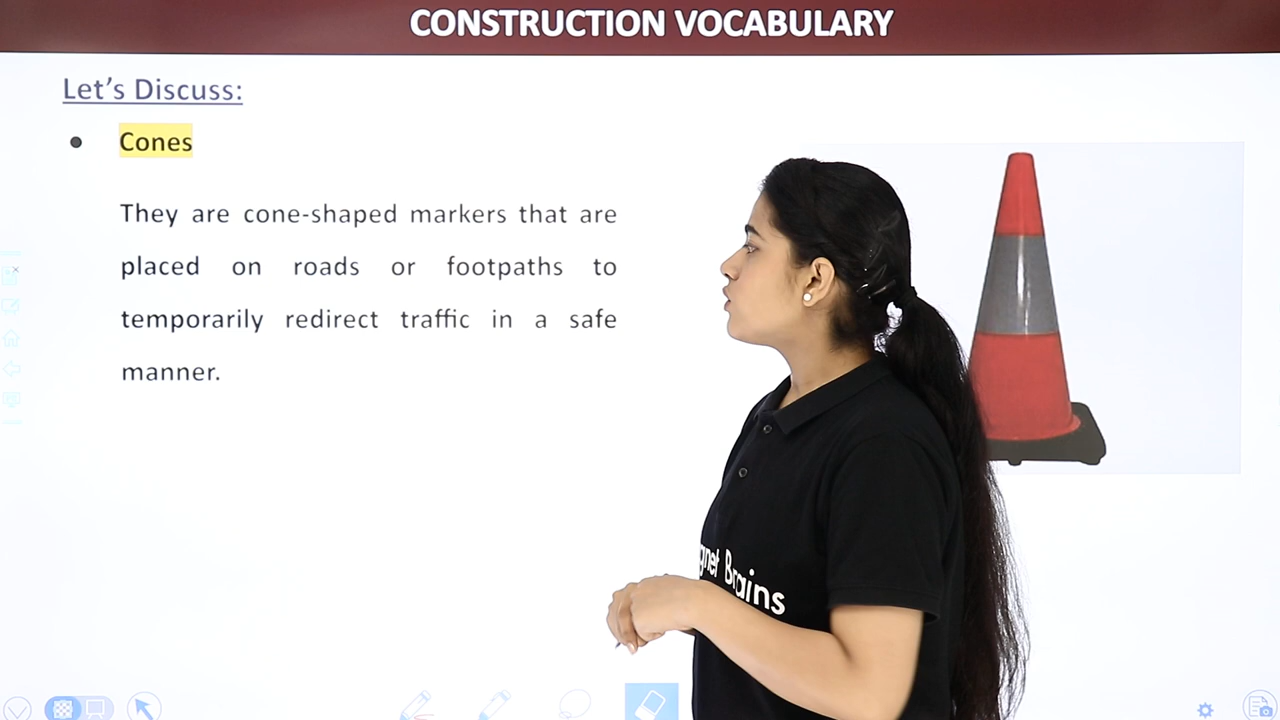 CONSTRUCTION VOCABULARY
Let's Discuss:
• Cones
They are cone-shaped markers that are
placed on roads or footpaths to
temporarily redirect traffic in a safe
manner.
gnet Brains